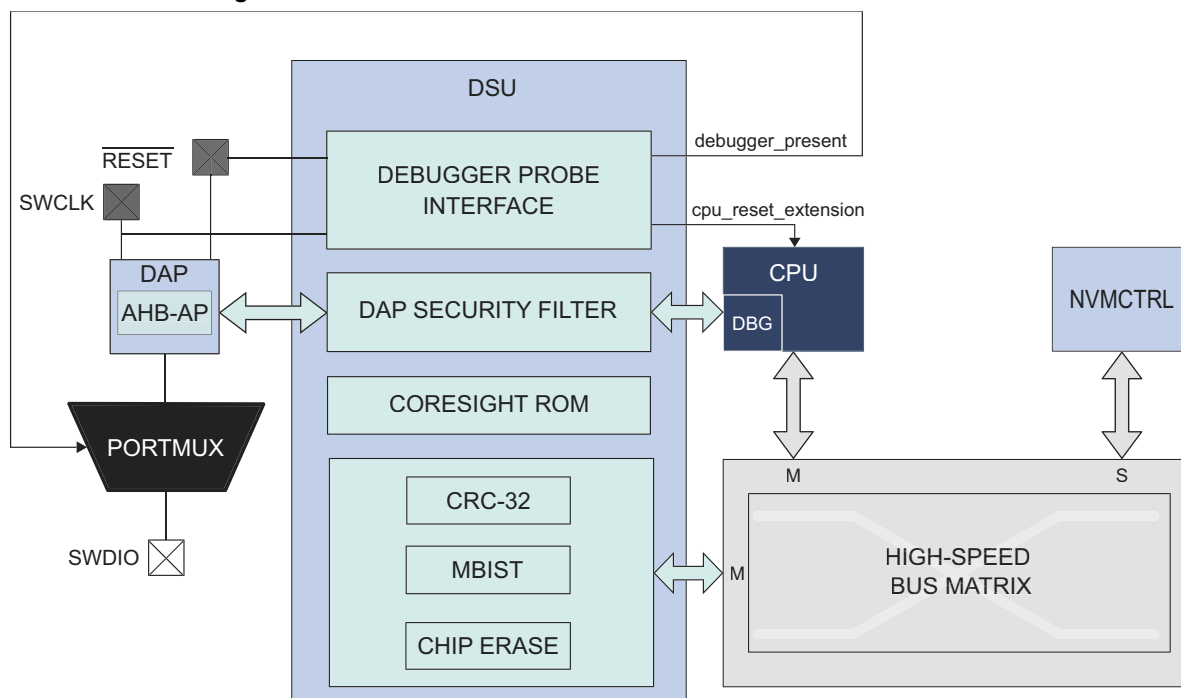 DSU
debugger_present
RESET
DEBUGGER PROBE
INTERFACE
SWCLK
cpu_reset_extension
DAP
AHB-AP
DAP SECURITY FILTER
CPU
DBG
NVMCTRL
CORESIGHT ROM
PORTMUX
M
S
CRC-32
SWDIO
MBIST
M
HIGH-SPEED
BUS MATRIX
CHIP ERASE